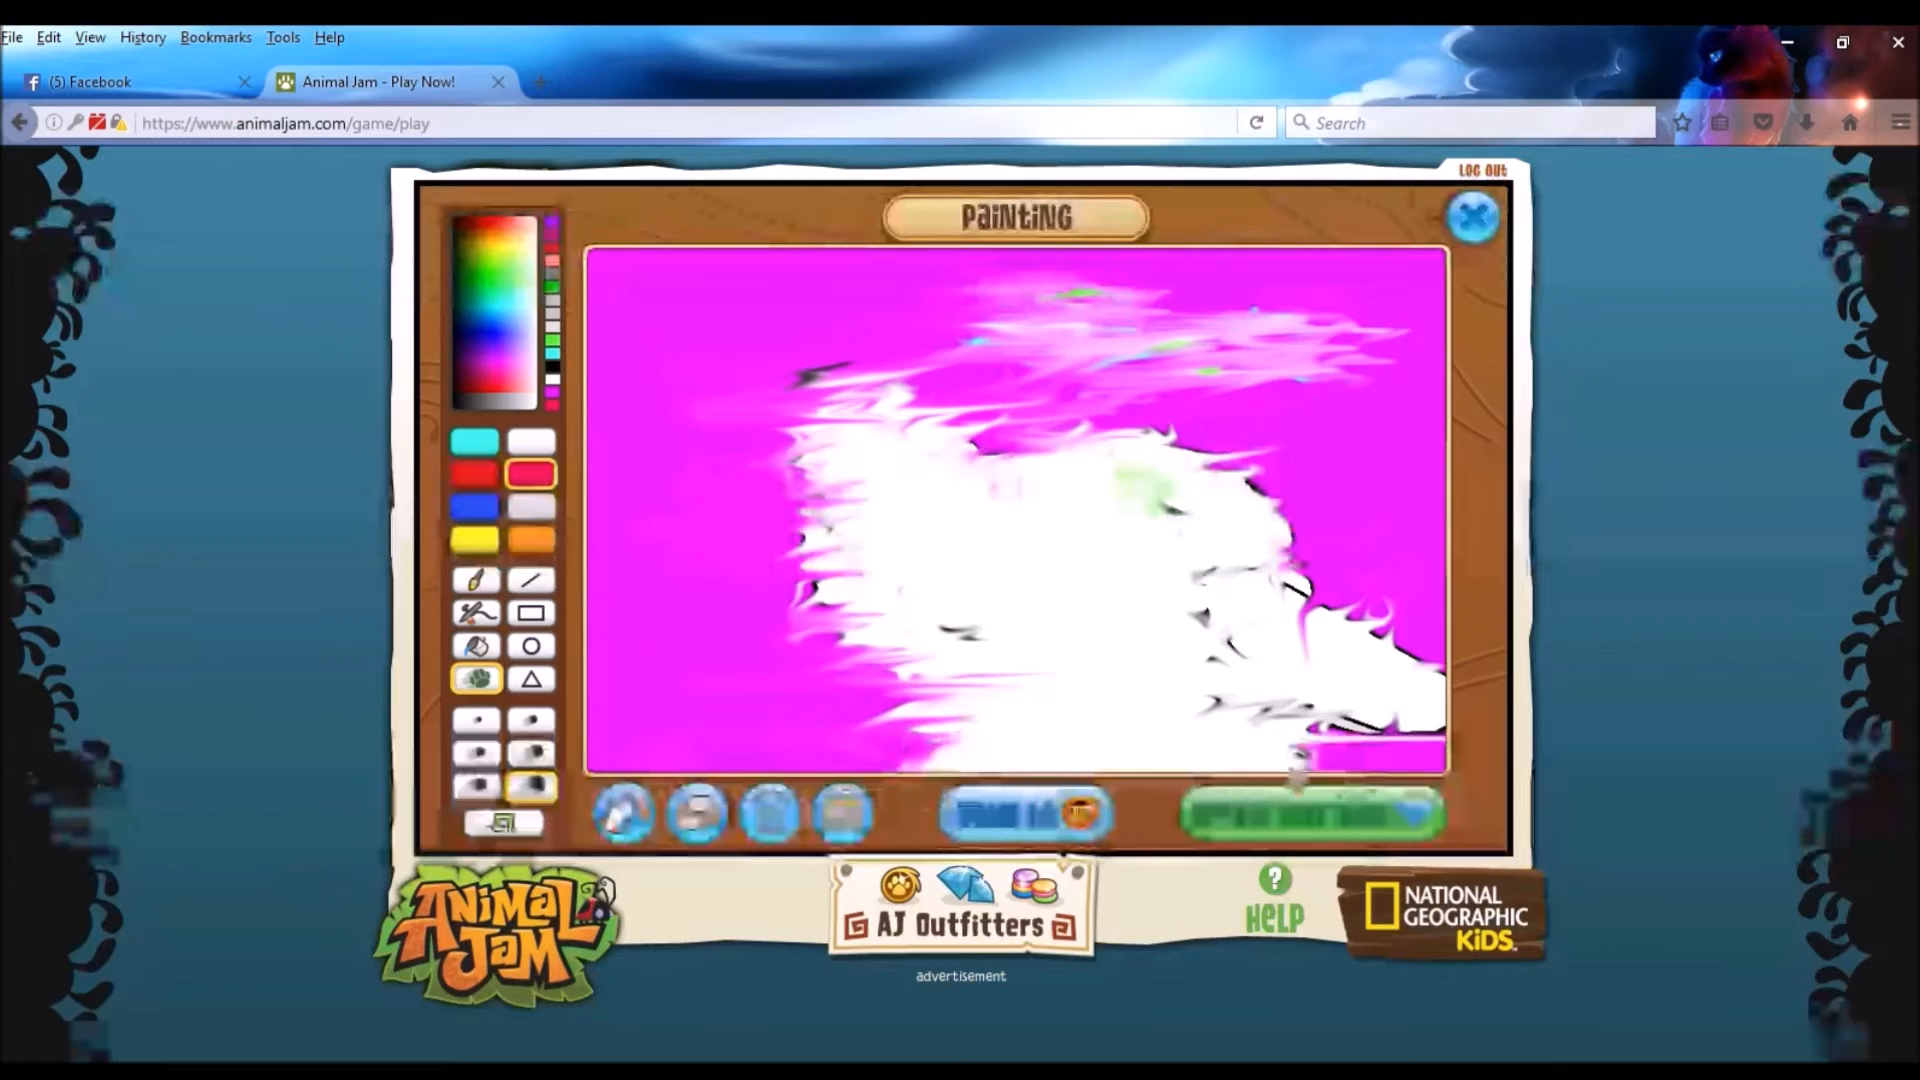 File Edit View History Bookmarks Tools Help
(5) Facebook
Animal Jam - Play Now!
https://www.animaljam.com/game/play
Search
LOG OUT
PAINTING
ANIMAL JAM
AJ Outfitters
HELP
NATIONAL GEOGRAPHIC KiDS
advertisement